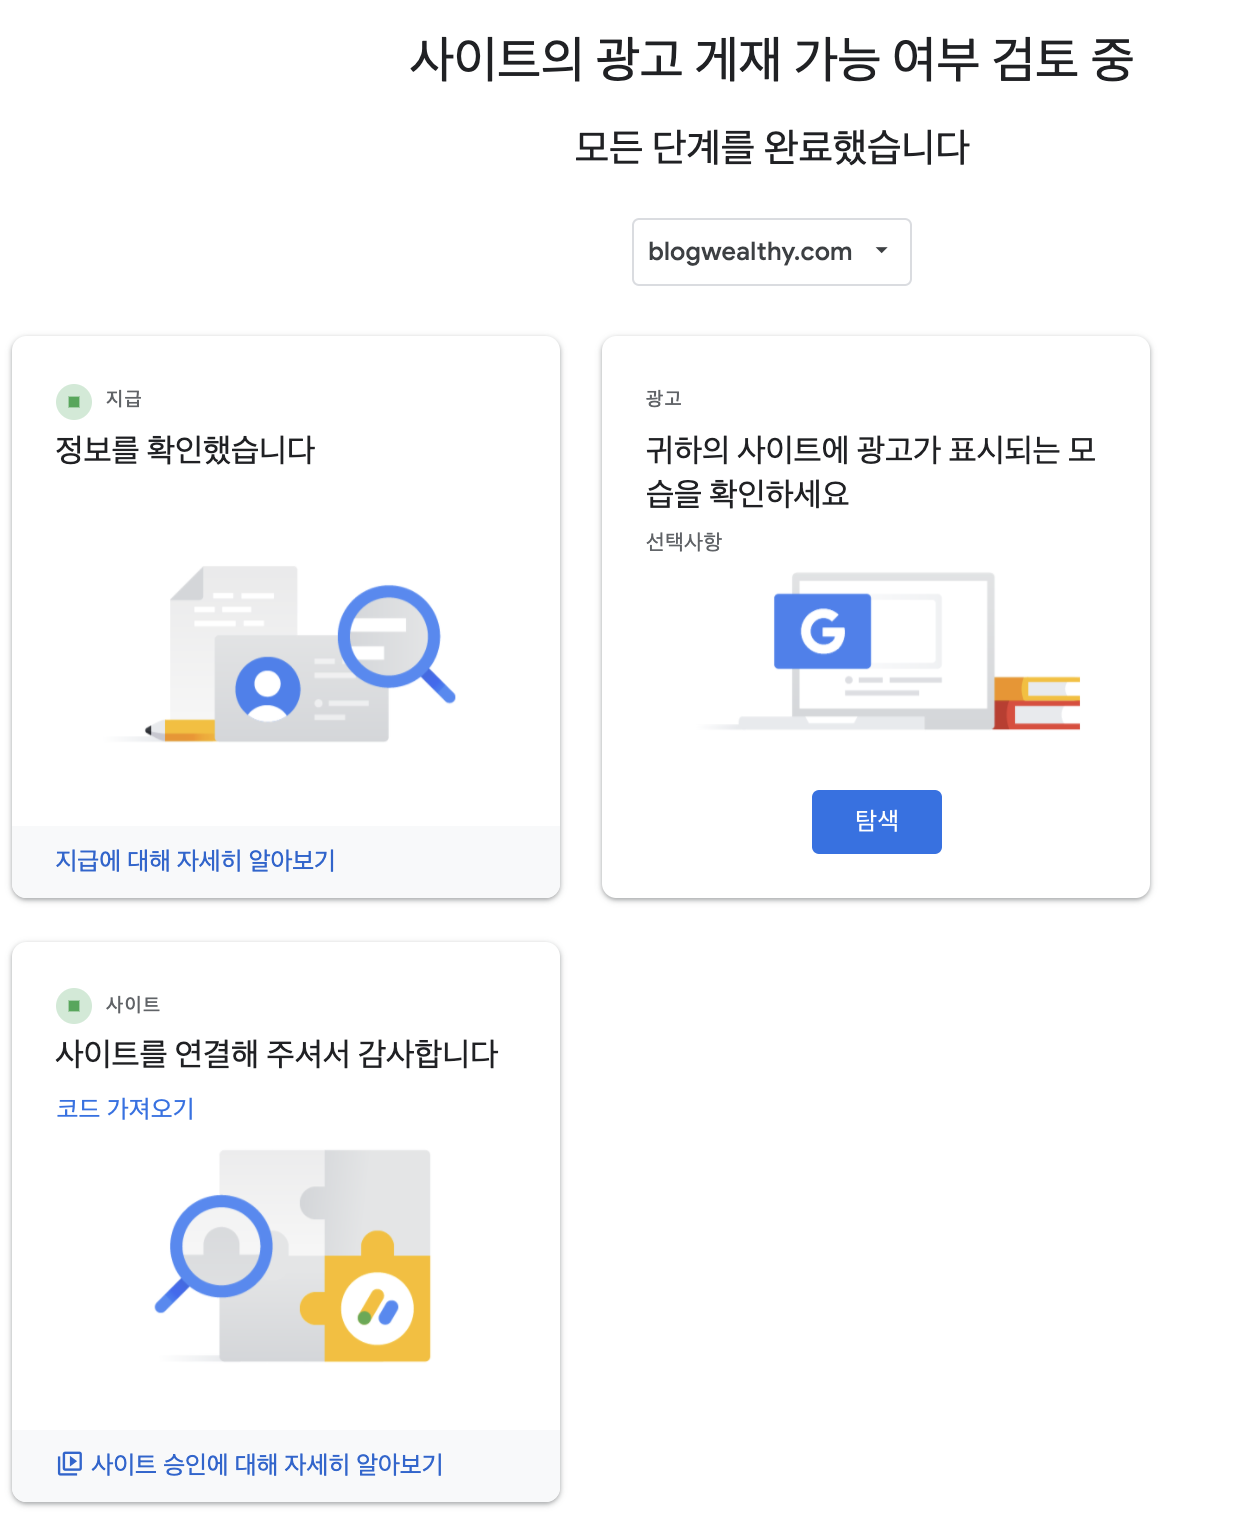 사이트의 광고 게재 가능 여부 검토 중
모든 단계를 완료했습니다
blogwealthy.com
지급
정보를 확인했습니다
지급에 대해 자세히 알아보기
광고
귀하의 사이트에 광고가 표시되는 모
습을 확인하세요
선택사항
G
탐색
사이트
사이트를 연결해 주셔서 감사합니다
코드 가져오기
사이트 승인에 대해 자세히 알아보기